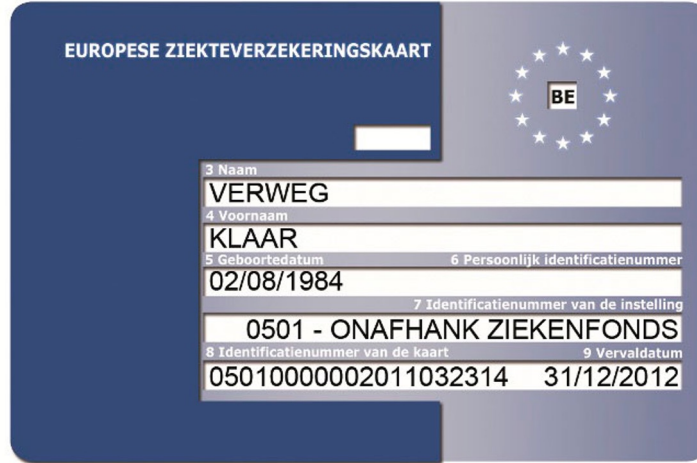 EUROPESE ZIEKTEVERZEKERINGSKAART
BE
3 Naam
VERWEG
4 Voornaam
KLAAR
5 Geboortedatum 6 Persoonlijk identificatienummer
02/08/1984
7 Identificatienummer van de instelling
0501 - ONAFHANK ZIEKENFONDS
8 Identificatienummer van de kaart 9 Vervaldatum
05010000002011032314 31/12/2012